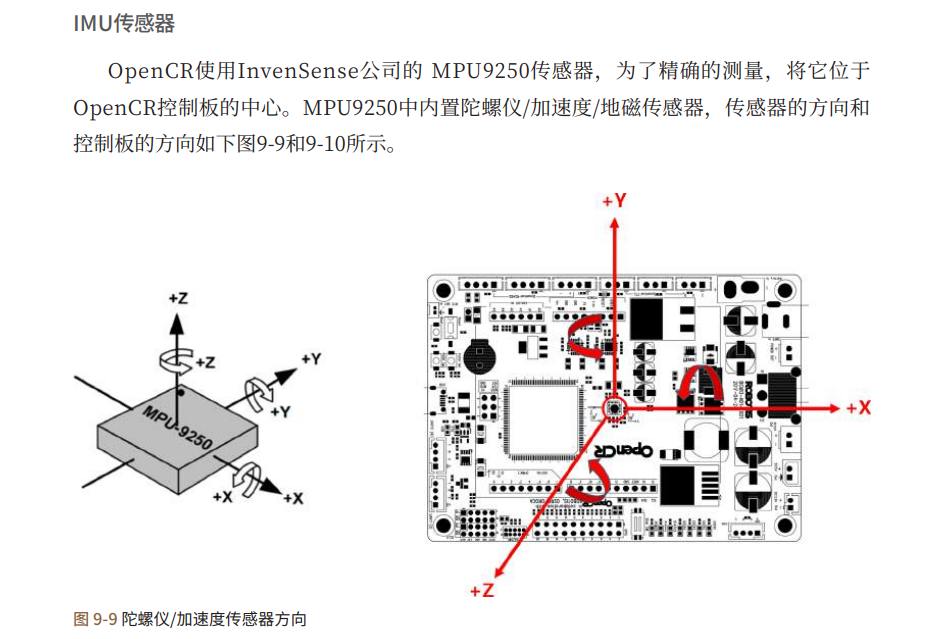 IMU传感器
OpenCR使用InvenSense公司的 MPU9250传感器，为了精确的测量，将它位于
OpenCR控制板的中心。MPU9250中内置陀螺仪/加速度/地磁传感器，传感器的方向和
控制板的方向如下图9-9和9-10所示。
+Y
+Z
+Z
+Y
+Y
MPU-9250
+X
+X
+X
OpenCR
+Z
图 9-9 陀螺仪/加速度传感器方向